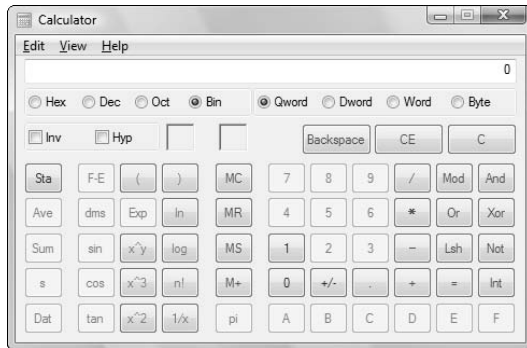 Calculator
Edit View Help
0
Hex Dec Oct Bin Qword Dword Word Byte
Inv Hyp Backspace CE C
Sta F-E ( ) MC 7 8 9 / Mod And
Ave dms Exp ln MR 4 5 6 * Or Xor
Sum sin x^y log MS 1 2 3 - Lsh Not
s cos x^3 n! M+ 0 +/- . + = Int
Dat tan x^2 1/x pi A B C D E F